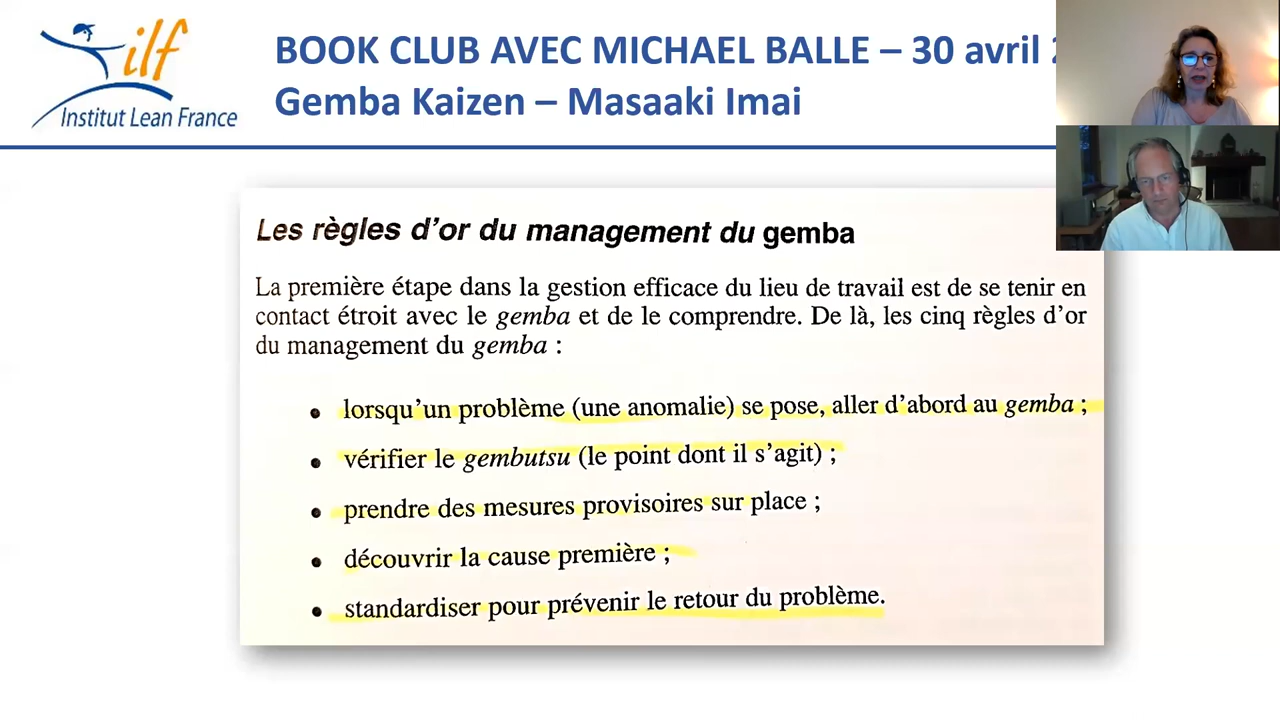 ilf
Institut Lean France
BOOK CLUB AVEC MICHAEL BALLE – 30 avril
Gemba Kaizen – Masaaki Imai
Les règles d'or du management du gemba
La première étape dans la gestion efficace du lieu de travail est de se tenir en
contact étroit avec le gemba et de le comprendre. De là, les cinq règles d'or
du management du gemba :
• lorsqu'un problème (une anomalie) se pose, aller d'abord au gemba ;
• vérifier le gembutsu (le point dont il s'agit) ;
• prendre des mesures provisoires sur place ;
• découvrir la cause première ;
• standardiser pour prévenir le retour du problème.